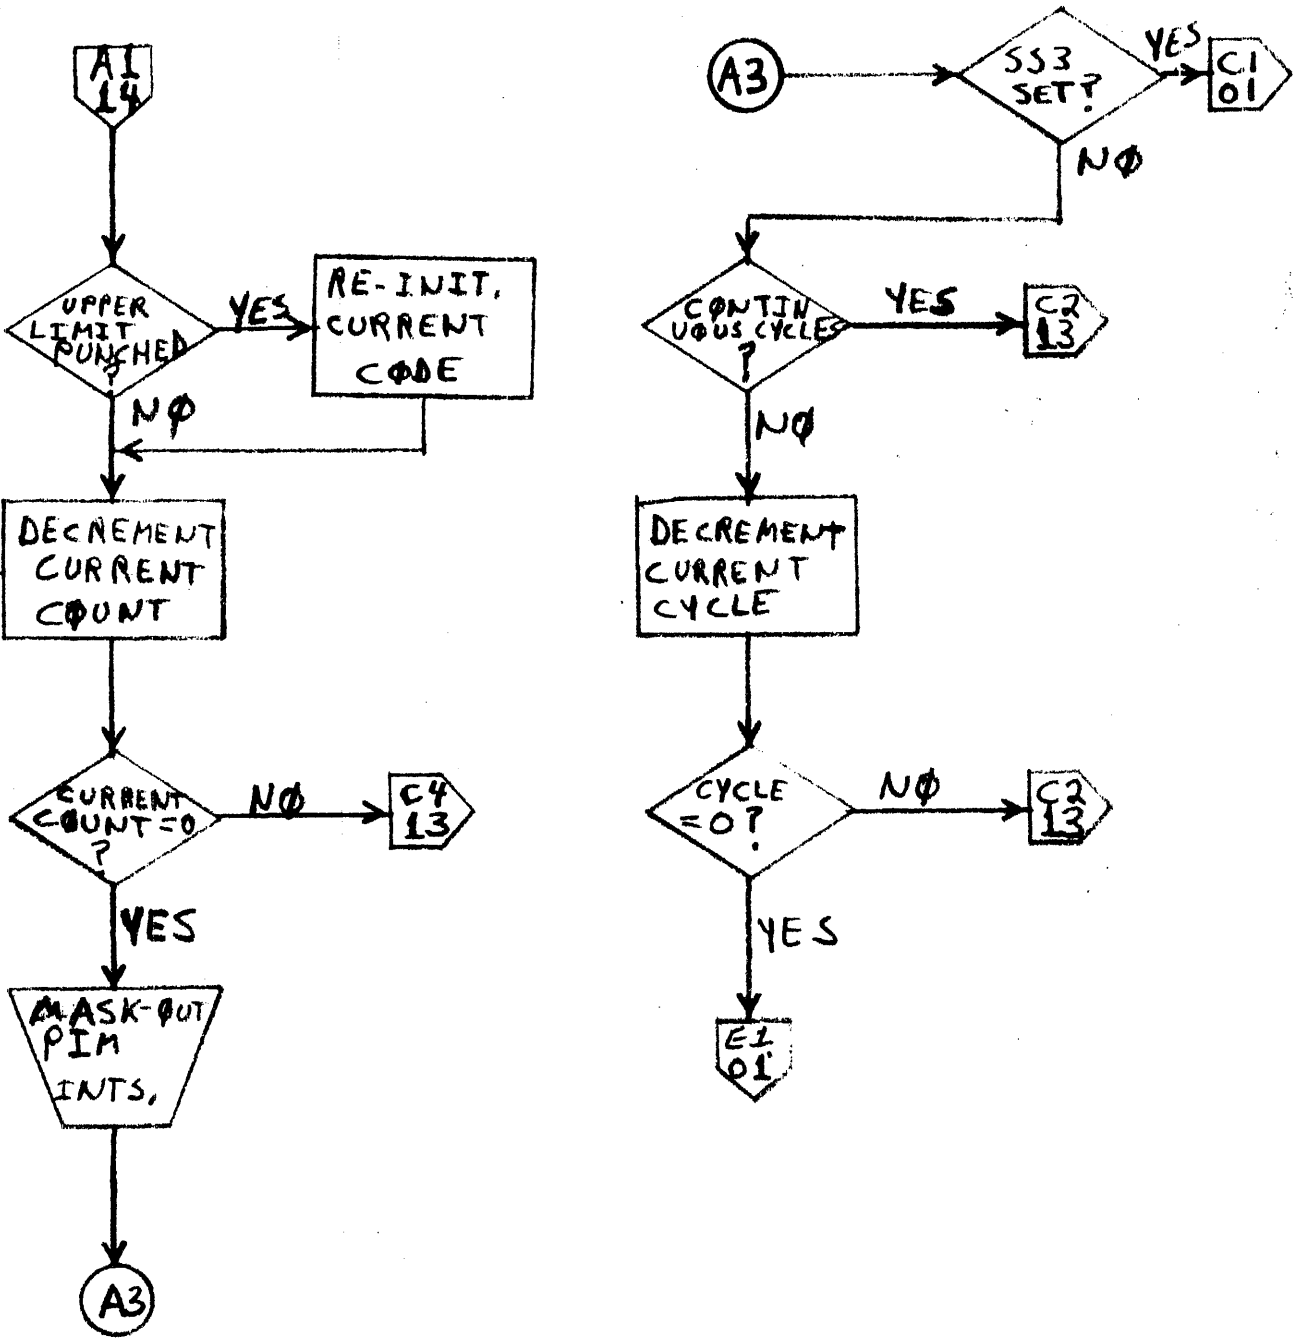 A1
14
UPPER
LIMIT
PUNCHED
?
YES
RE-INIT.
CURRENT
CØDE
NØ
DECREMENT
CURRENT
CØUNT
CURRENT
CØUNT=0
?
NØ
C4
13
YES
MASK-ØUT
PIM
INTS.
A3
A3
SS3
SET?
YES
C1
01
NØ
CØNTIN
UØUS CYCLES
?
YES
C2
13
NØ
DECREMENT
CURRENT
CYCLE
CYCLE
=0?
NØ
C2
13
YES
E1
01